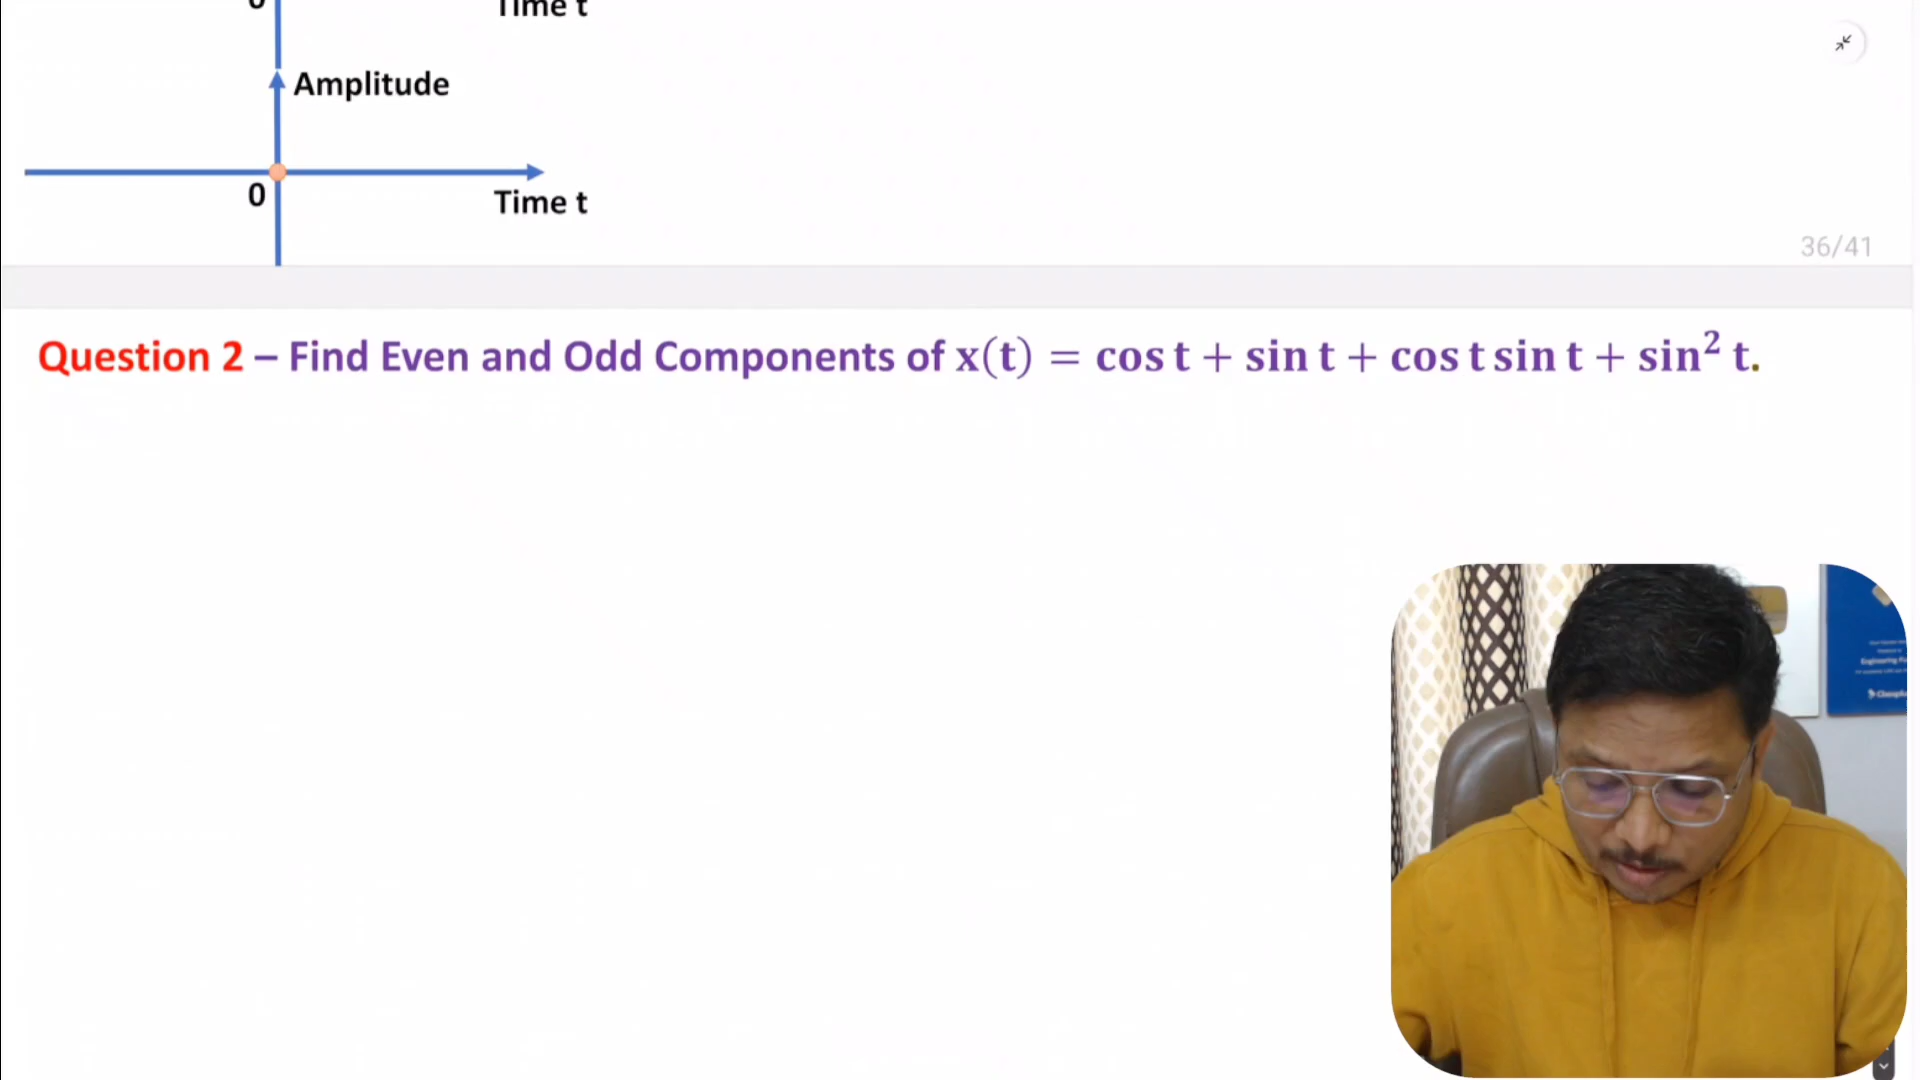 0
Time t
Amplitude
0
Time t
36/41
Question 2 – Find Even and Odd Components of x(t) = cos t + sin t + cos t sin t + sin² t.